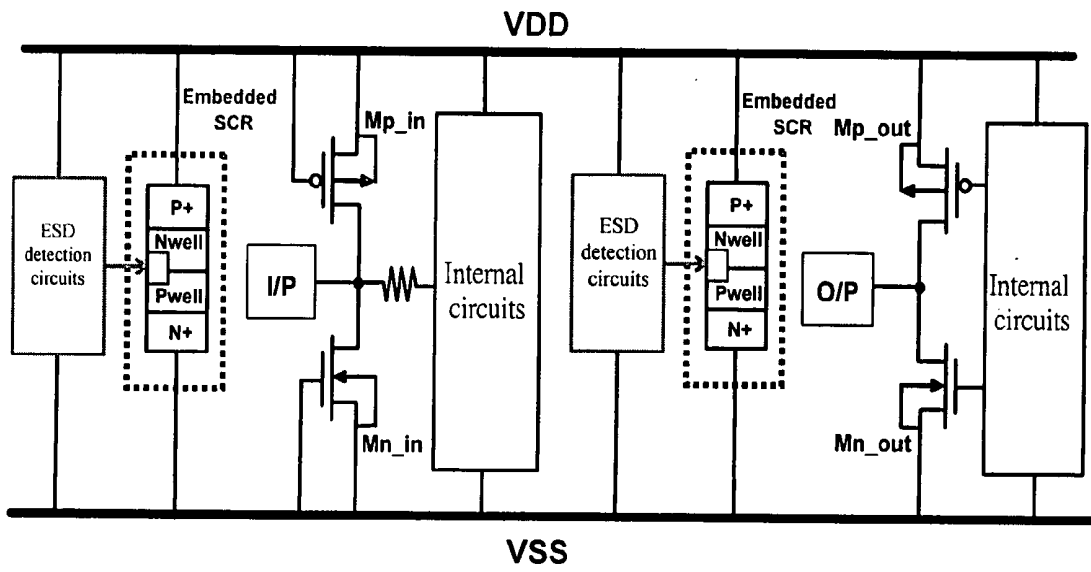 VDD
Embedded
SCR
Mp_in
ESD
detection
circuits
P+
Nwell
Pwell
N+
I/P
Internal
circuits
Mn_in
Embedded
SCR
Mp_out
ESD
detection
circuits
P+
Nwell
Pwell
N+
O/P
Internal
circuits
Mn_out
VSS